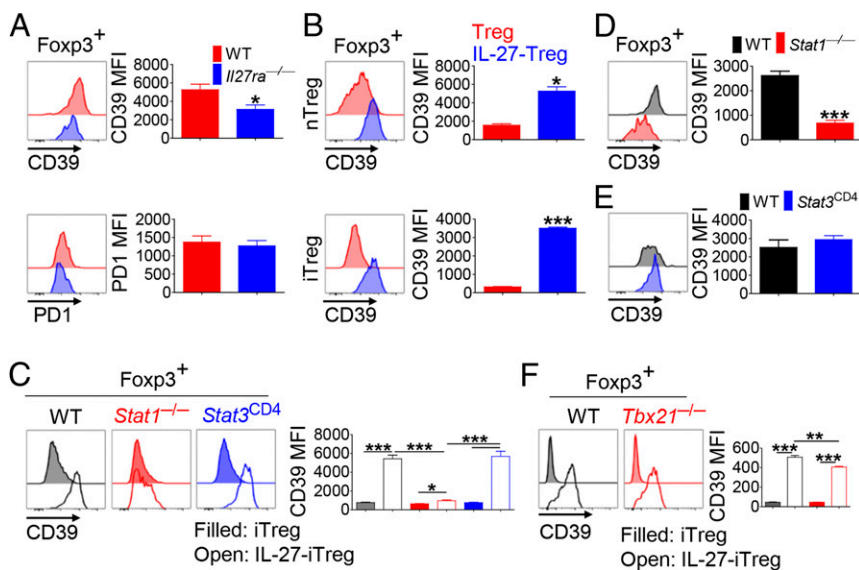 A
Foxp3+
WT
Il27ra−/−
CD39 MFI
8000
6000
4000
2000
0
*
CD39
PD1 MFI
2000
1500
1000
500
0
PD1
B
Foxp3+
Treg
IL-27-Treg
nTreg
CD39 MFI
8000
6000
4000
2000
0
*
CD39
iTreg
CD39 MFI
4000
3000
2000
1000
0
***
CD39
D
Foxp3+
WT
Stat1−/−
CD39 MFI
3000
2000
1000
0
***
CD39
E
WT
Stat3CD4
CD39 MFI
4000
3000
2000
1000
0
CD39
C
Foxp3+
WT
Stat1−/−
Stat3CD4
CD39
Filled: iTreg
Open: IL-27-iTreg
CD39 MFI
8000
6000
4000
2000
0
***
***
*
***
F
Foxp3+
WT
Tbx21−/−
CD39
Filled: iTreg
Open: IL-27-iTreg
CD39 MFI
600
400
200
0
***
**
***